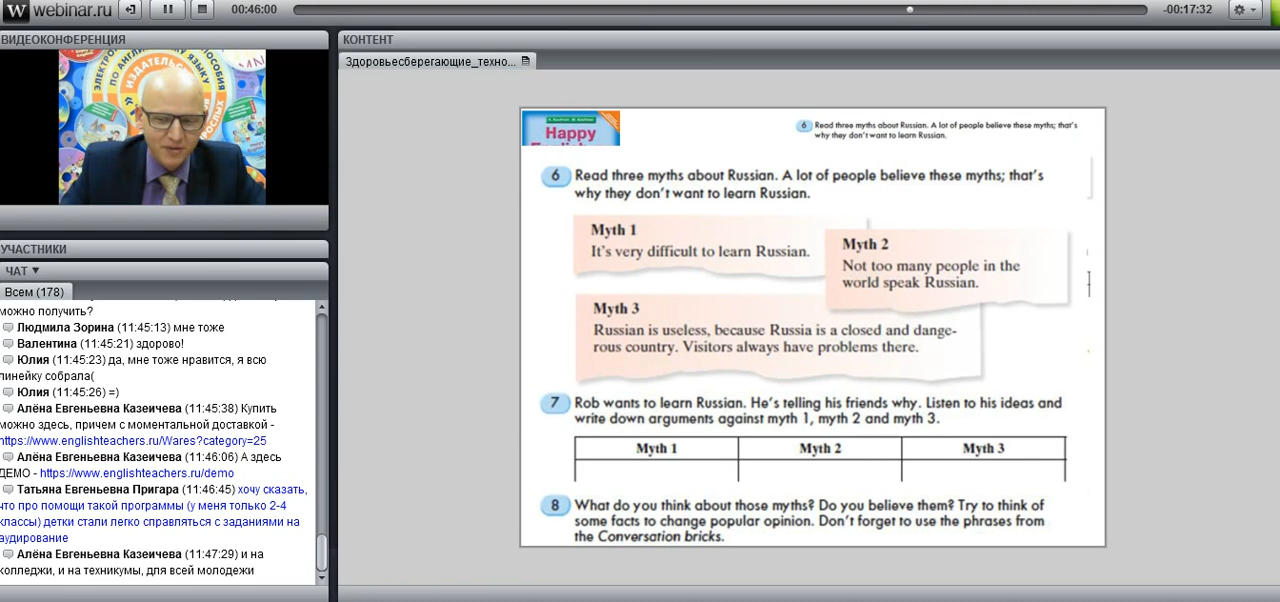 W webinar.ru
00:46:00
-00:17:32
ВИДЕОКОНФЕРЕНЦИЯ
ЭЛЕКТРОН
ПО АНГЛИЙСКОМУ ЯЗЫКУ
ПОСОБИЯ
ИЗДАТЕЛЬС
УЧАСТНИКИ
ЧАТ ▼
Всем (178)
можно получить?
Людмила Зорина (11:45:13) мне тоже
Валентина (11:45:21) здорово!
Юлия (11:45:23) да, мне тоже нравится, я всю
линейку собрала(
Юлия (11:45:26) =)
Алёна Евгеньевна Казеичева (11:45:38) Купить
можно здесь, причем с моментальной доставкой -
https://www.englishteachers.ru/Wares?category=25
Алёна Евгеньевна Казеичева (11:46:06) А здесь
ДЕМО - https://www.englishteachers.ru/demo
Татьяна Евгеньевна Пригара (11:46:45) хочу сказать,
что про помощи такой программы (у меня только 2-4
классы) детки стали легко справляться с заданиями на
аудирование
Алёна Евгеньевна Казеичева (11:47:29) и на
колледжи, и на техникумы, для всей молодежи
КОНТЕНТ
Здоровьесберегающие_техно...
Happy
6 Read three myths about Russian. A lot of people believe these myths; that's
why they don't want to learn Russian.
6 Read three myths about Russian. A lot of people believe these myths; that's
why they don't want to learn Russian.
Myth 1
It's very difficult to learn Russian.
Myth 2
Not too many people in the
world speak Russian.
Myth 3
Russian is useless, because Russia is a closed and dange-
rous country. Visitors always have problems there.
7 Rob wants to learn Russian. He's telling his friends why. Listen to his ideas and
write down arguments against myth 1, myth 2 and myth 3.
Myth 1 Myth 2 Myth 3
8 What do you think about those myths? Do you believe them? Try to think of
some facts to change popular opinion. Don't forget to use the phrases from
the Conversation bricks.